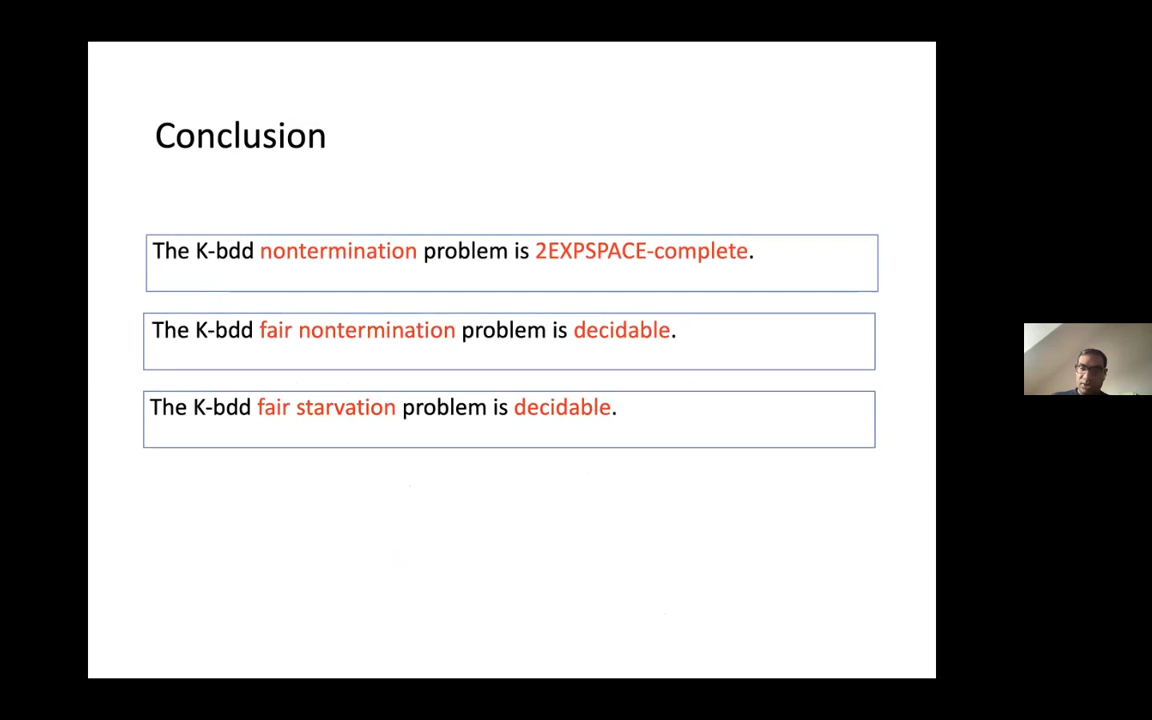 Conclusion
The K-bdd nontermination problem is 2EXPSPACE-complete.
The K-bdd fair nontermination problem is decidable.
The K-bdd fair starvation problem is decidable.